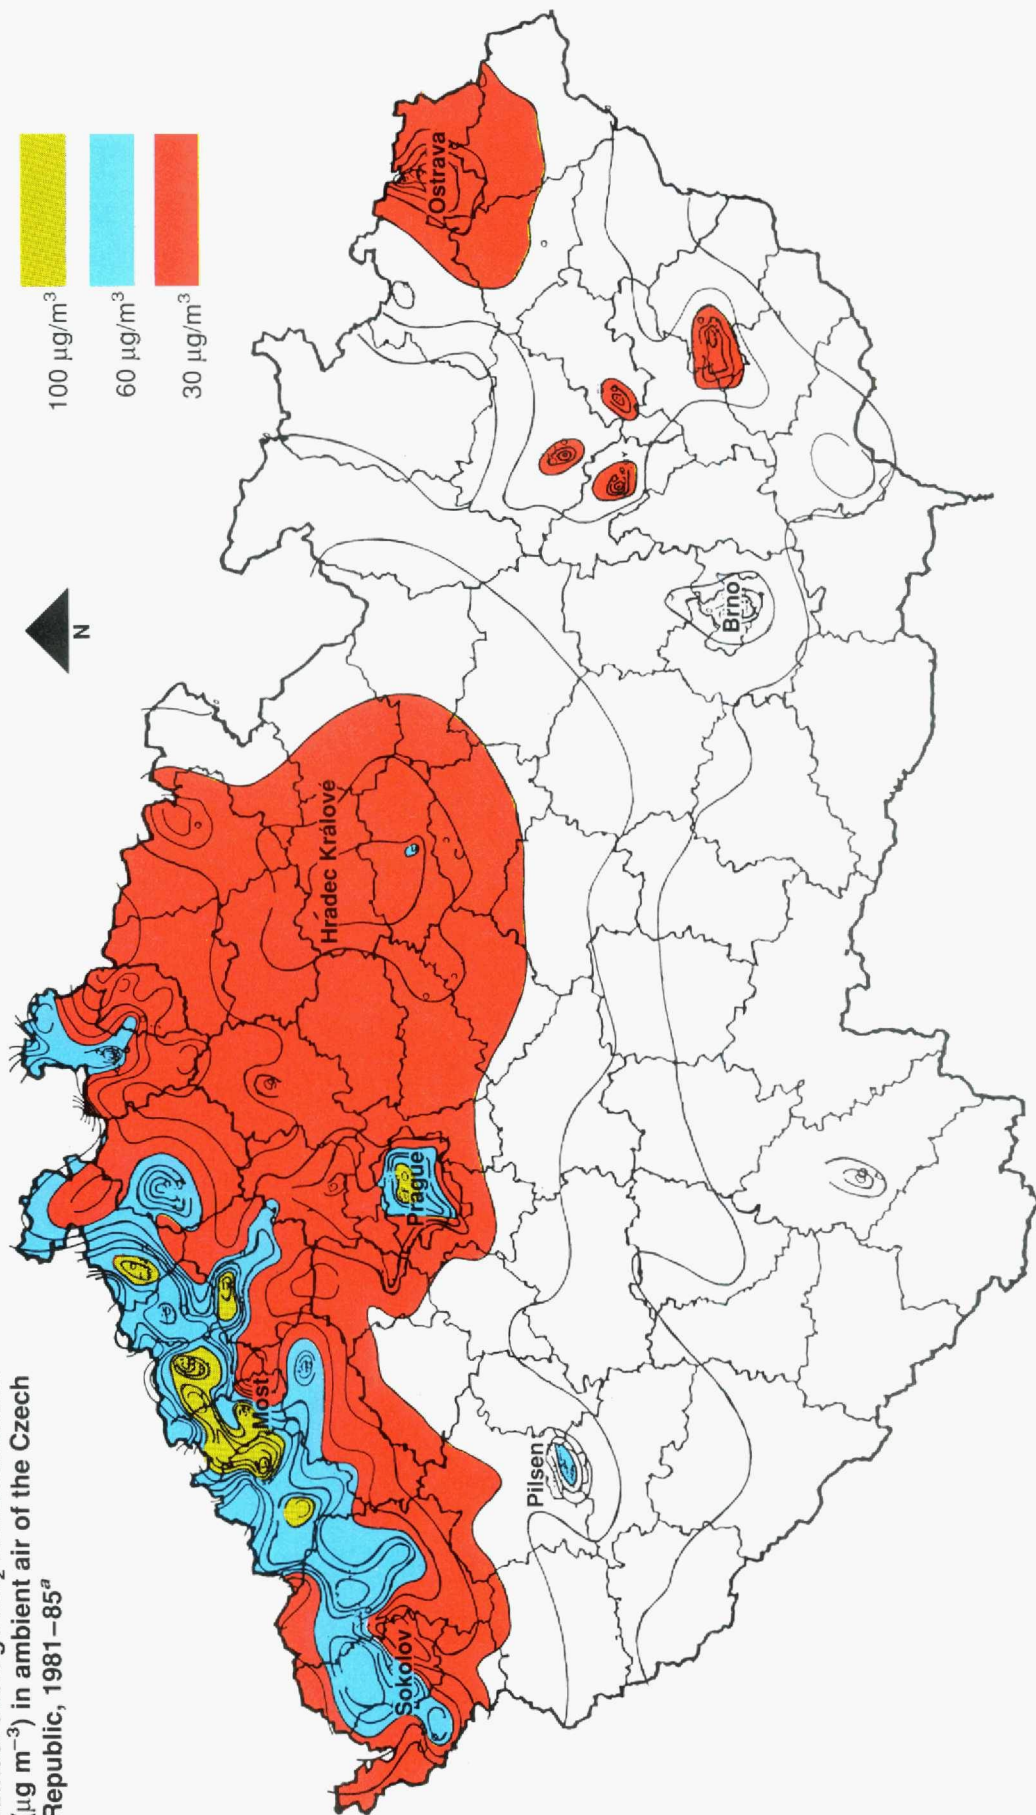 (µg m⁻³) in ambient air of the Czech
Republic, 1981–85ª
100 µg/m³
60 µg/m³
30 µg/m³
N
Ostrava
Hradec Králové
Prague
Most
Sokolov
Pilsen
Brno